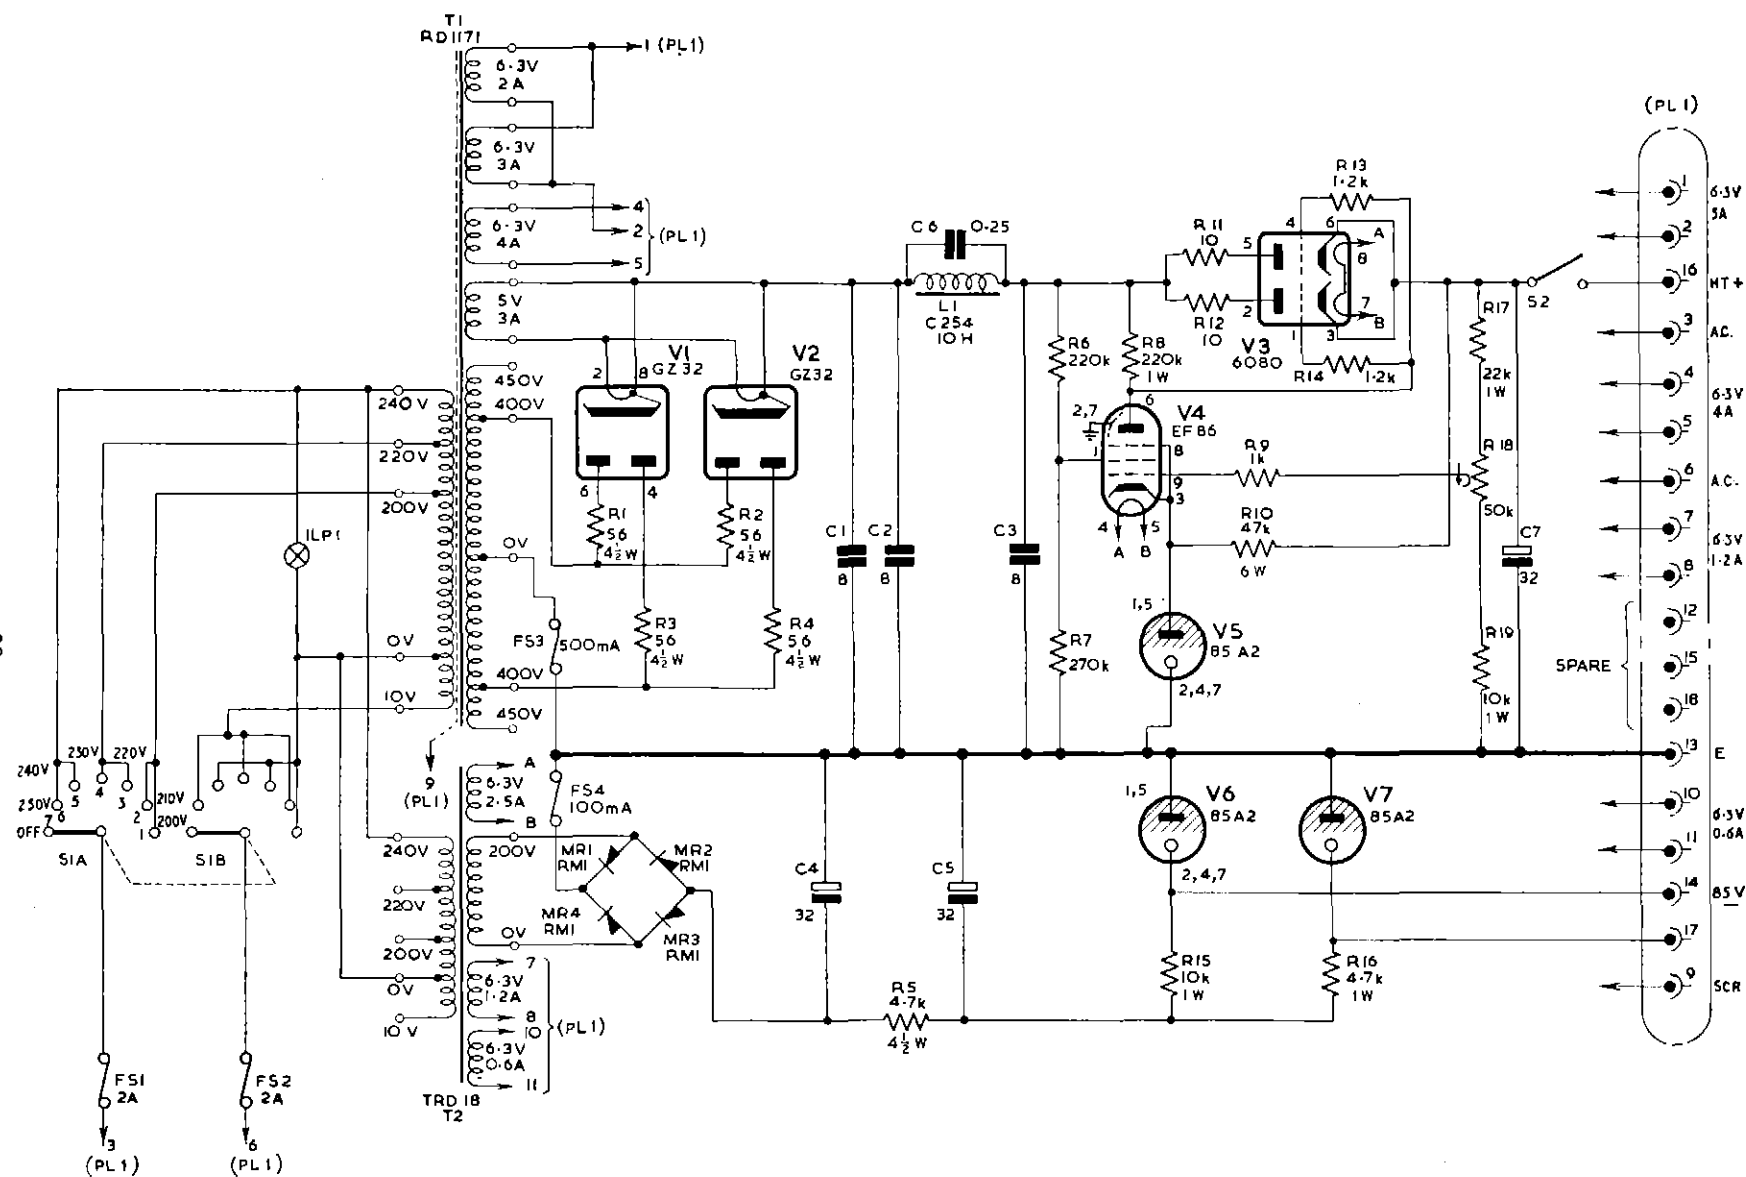 T1
RD1171
6·3V
2A
1 (PL1)
6·3V
3A
6·3V
4A
4
2
5
(PL1)
5V
3A
450V
400V
0V
400V
450V
240V
220V
200V
0V
10V
ILP1
FS3
500mA
V1
GZ32
2
8
6
4
V2
GZ32
R1
56
4½W
R2
56
4½W
R3
56
4½W
R4
56
4½W
C1
8
C2
8
C6
0·25
L1
C254
10H
C3
8
R6
220k
R7
270k
R8
220k
1W
R11
10
R12
10
R13
1·2k
R14
1·2k
V3
6080
5
2
4
1
6
8
7
3
A
B
V4
EF86
2,7
6
1
8
9
3
4
5
A
B
R9
1k
R10
47k
6W
1,5
V5
85A2
2,4,7
S2
R17
22k
1W
R18
50k
R19
10k
1W
C7
32
(PL1)
1
6·3V
3A
2
16
HT+
3
A.C.
4
6·3V
4A
5
6
A.C.
7
6·3V
1·2A
8
12
SPARE
15
18
13
E
10
6·3V
0·6A
11
14
85V
17
9
SCR
240V
230V
220V
210V
200V
230V
OFF
7
6
5
4
3
2
1
S1A
S1B
FS1
2A
3
(PL1)
FS2
2A
6
(PL1)
9
(PL1)
A
6·3V
2·5A
B
FS4
100mA
240V
220V
200V
0V
10V
200V
0V
MR1
RM1
MR2
RM1
MR4
RM1
MR3
RM1
7
6·3V
1·2A
8
10
6·3V
0·6A
11
(PL1)
TRD18
T2
C4
32
C5
32
R5
4·7k
4½W
1,5
V6
85A2
2,4,7
V7
85A2
R15
10k
1W
R16
4·7k
1W